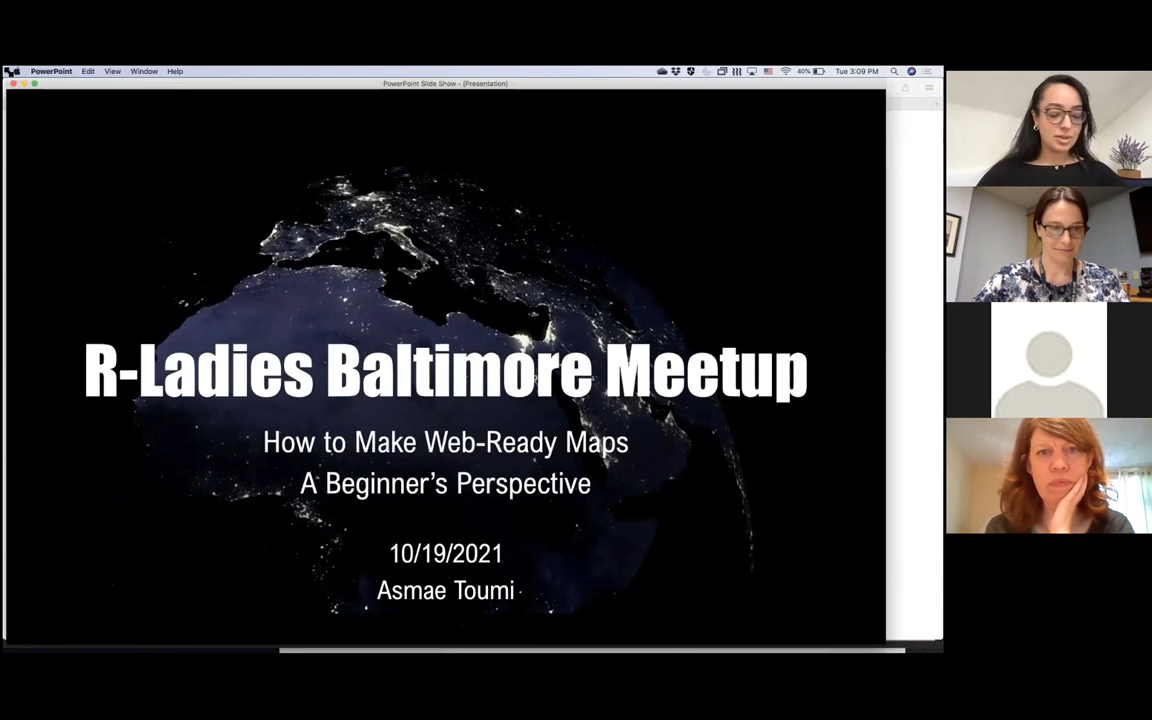 PowerPoint Edit View Window Help 40% Tue 3:09 PM
PowerPoint Slide Show - [Presentation]
R-Ladies Baltimore Meetup
How to Make Web-Ready Maps
A Beginner's Perspective
10/19/2021
Asmae Toumi